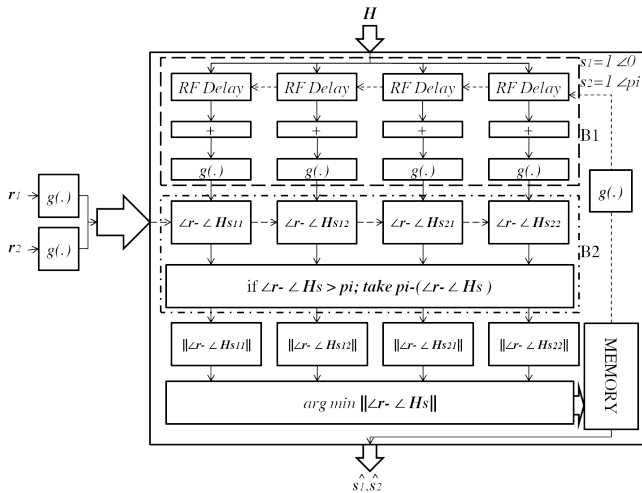 H
s1=1 ∠0
s2=1 ∠pi
RF Delay RF Delay RF Delay RF Delay
+ + + +
B1
g(.) g(.) g(.) g(.)
r1 g(.)
g(.)
r2 g(.)
∠r- ∠Hs11 ∠r- ∠Hs12 ∠r- ∠Hs21 ∠r- ∠Hs22
B2
if ∠r- ∠Hs > pi; take pi-(∠r- ∠Hs )
‖∠r- ∠Hs11‖ ‖∠r- ∠Hs12‖ ‖∠r- ∠Hs21‖ ‖∠r- ∠Hs22‖
MEMORY
arg min ‖∠r- ∠Hs‖
ŝ1,ŝ2